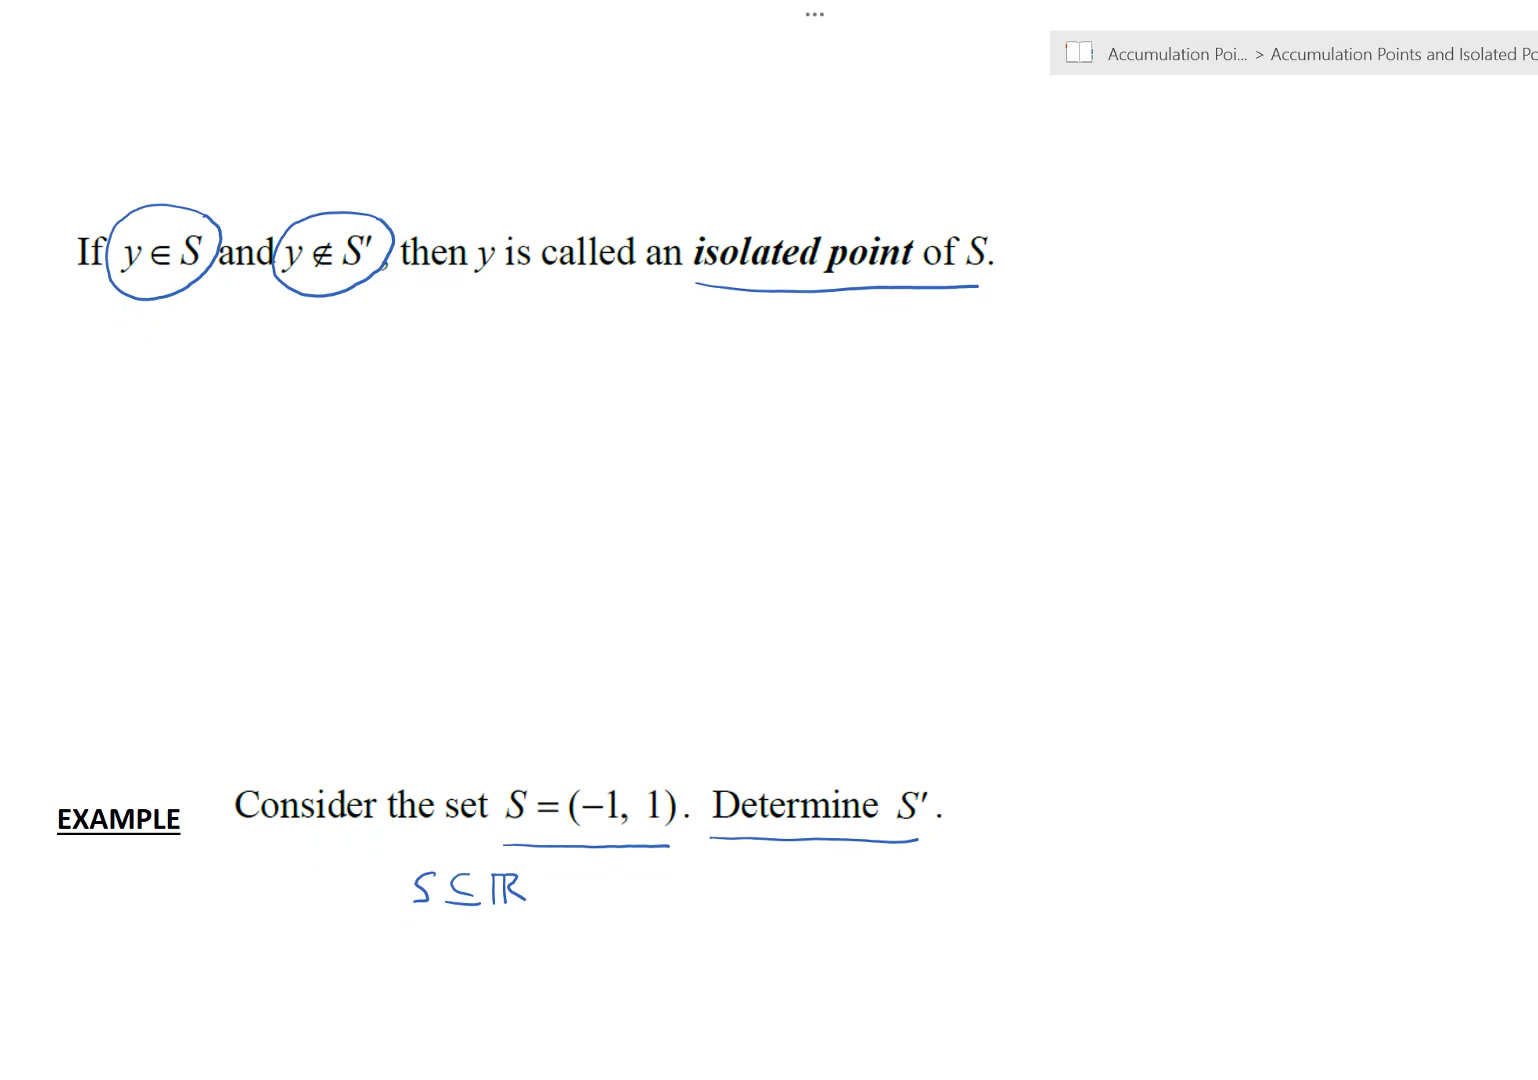 ...
Accumulation Poi... > Accumulation Points and Isolated Po
If y ∈ S and y ∉ S′, then y is called an isolated point of S.
EXAMPLE Consider the set S = (−1, 1). Determine S′.
S ⊆ ℝ